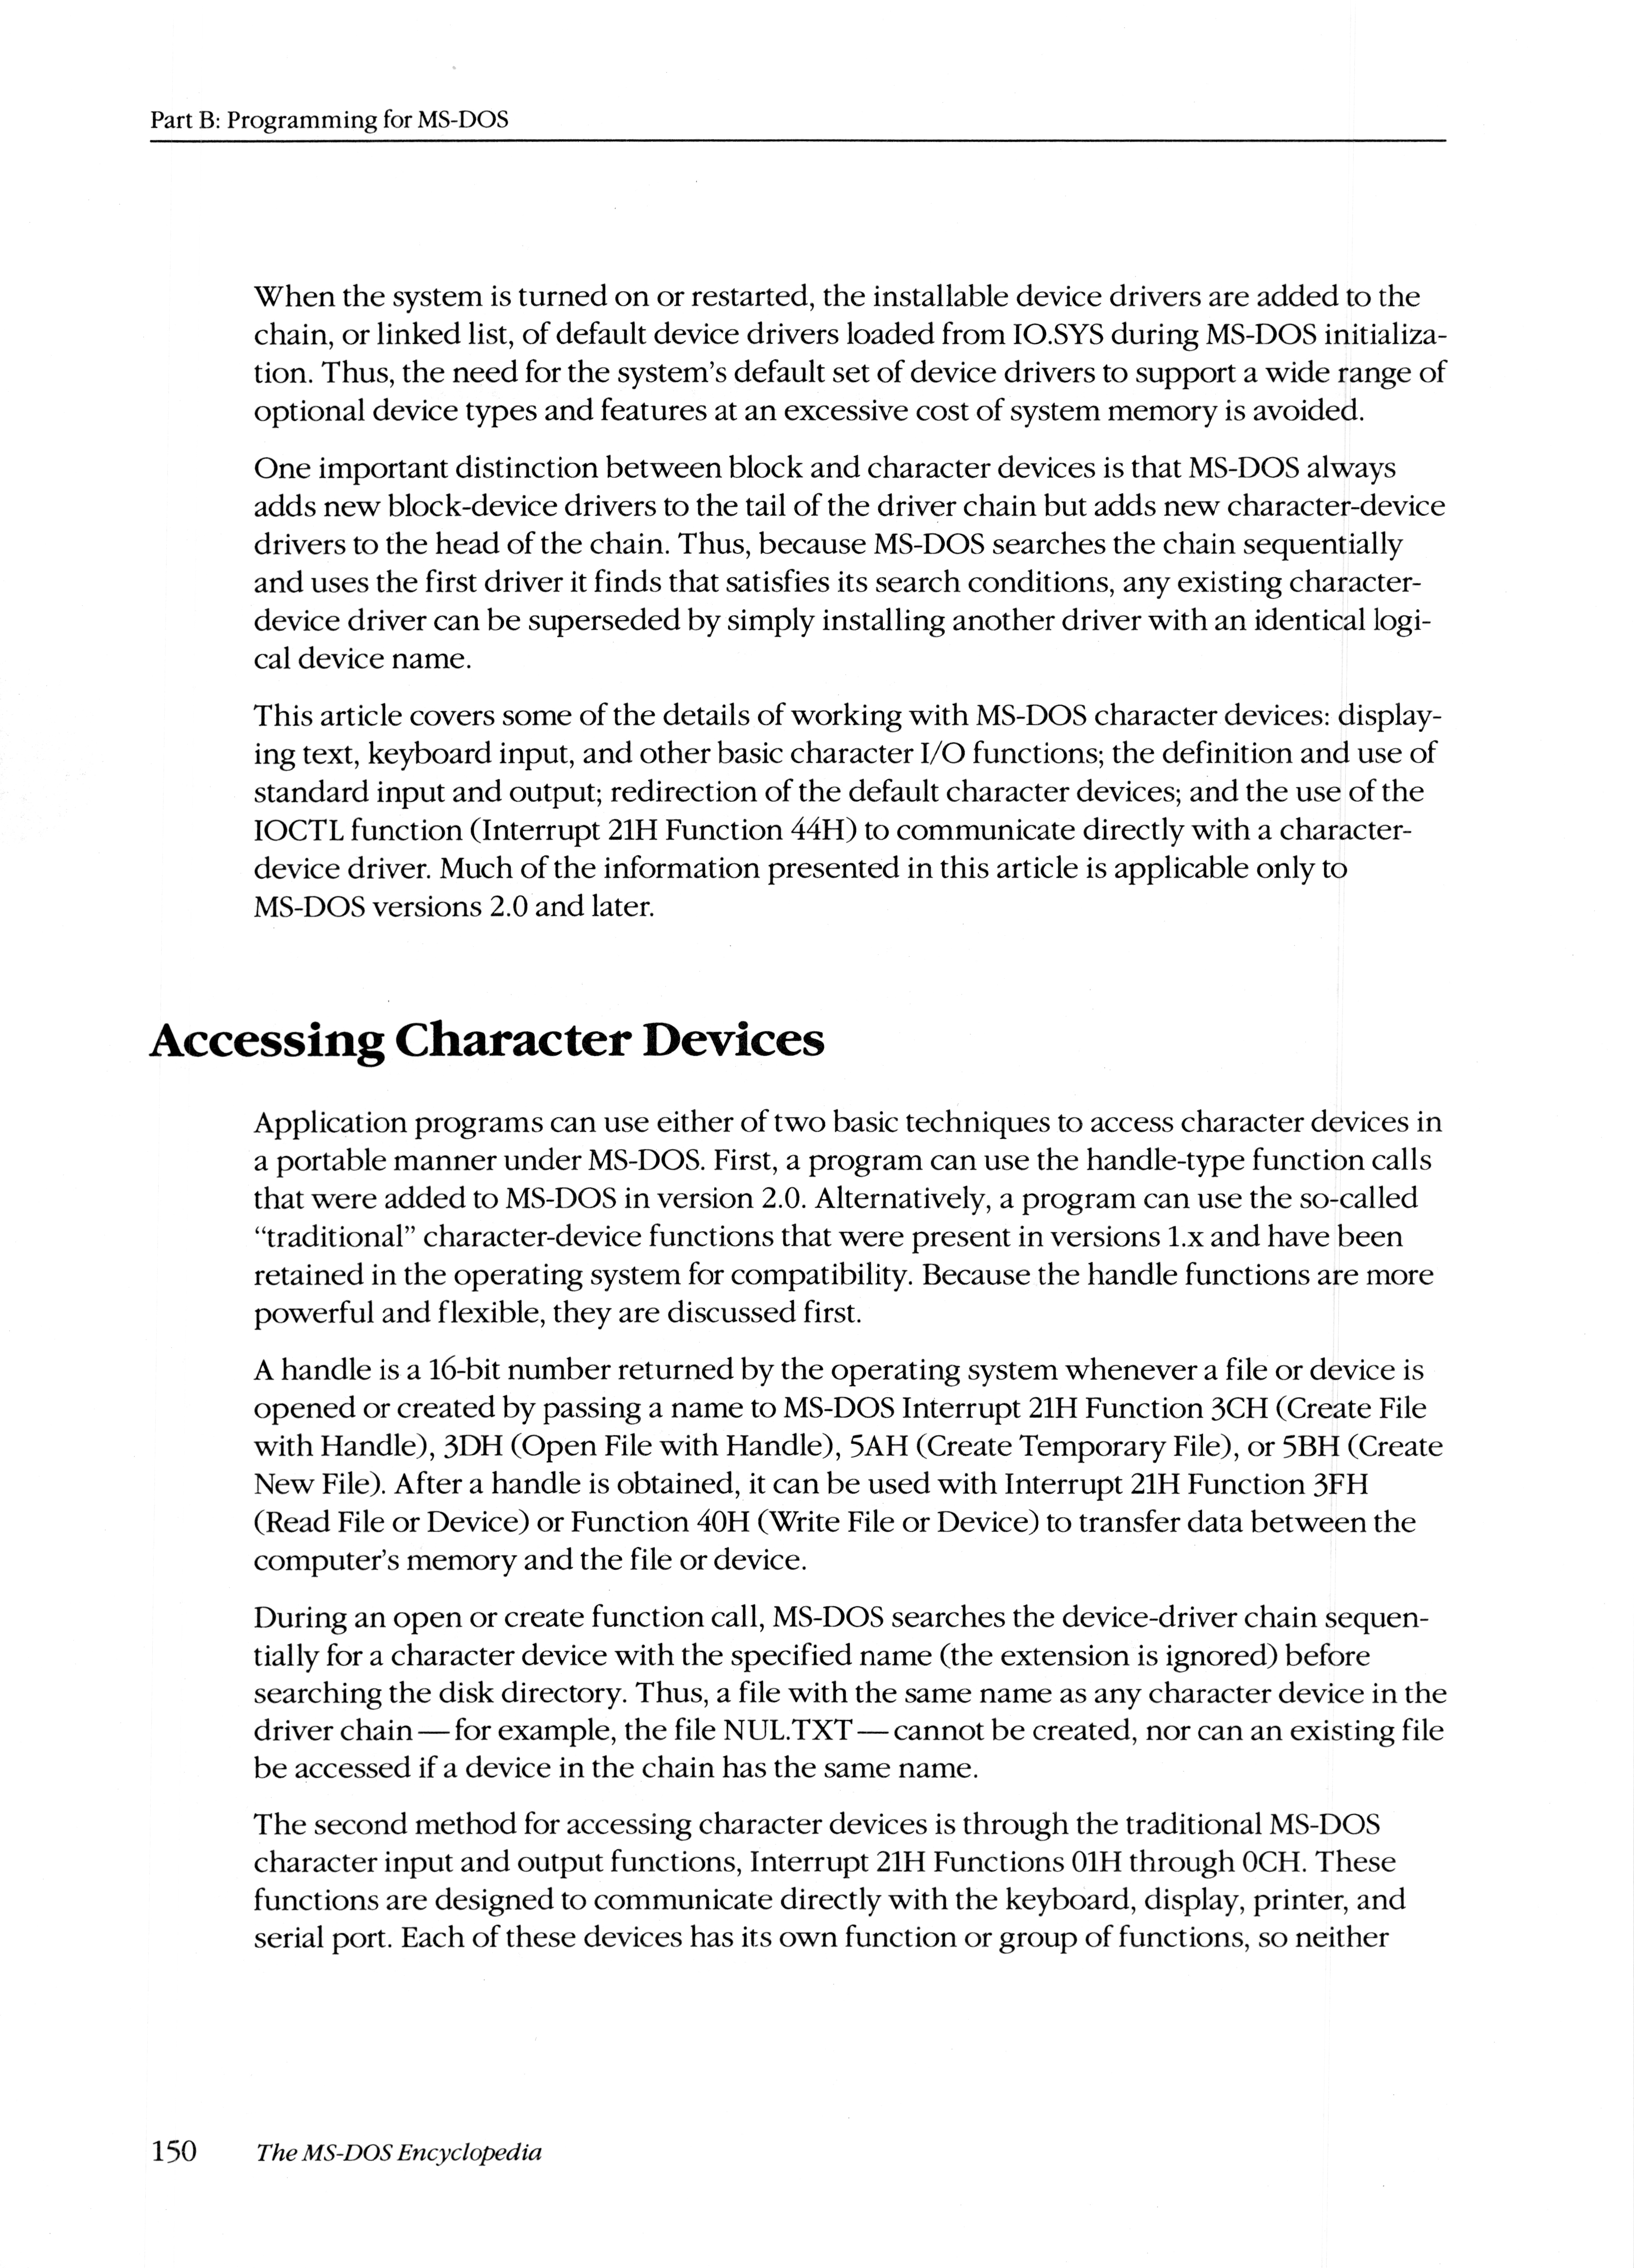 Part B: Programming for MS-DOS
When the system is turned on or restarted, the installable device drivers are added to the
chain, or linked list, of default device drivers loaded from IO.SYS during MS-DOS initializa-
tion. Thus, the need for the system's default set of device drivers to support a wide range of
optional device types and features at an excessive cost of system memory is avoided.
One important distinction between block and character devices is that MS-DOS always
adds new block-device drivers to the tail of the driver chain but adds new character-device
drivers to the head of the chain. Thus, because MS-DOS searches the chain sequentially
and uses the first driver it finds that satisfies its search conditions, any existing character-
device driver can be superseded by simply installing another driver with an identical logi-
cal device name.
This article covers some of the details of working with MS-DOS character devices: display-
ing text, keyboard input, and other basic character I/O functions; the definition and use of
standard input and output; redirection of the default character devices; and the use of the
IOCTL function (Interrupt 21H Function 44H) to communicate directly with a character-
device driver. Much of the information presented in this article is applicable only to
MS-DOS versions 2.0 and later.
Accessing Character Devices
Application programs can use either of two basic techniques to access character devices in
a portable manner under MS-DOS. First, a program can use the handle-type function calls
that were added to MS-DOS in version 2.0. Alternatively, a program can use the so-called
“traditional” character-device functions that were present in versions 1.x and have been
retained in the operating system for compatibility. Because the handle functions are more
powerful and flexible, they are discussed first.
A handle is a 16-bit number returned by the operating system whenever a file or device is
opened or created by passing a name to MS-DOS Interrupt 21H Function 3CH (Create File
with Handle), 3DH (Open File with Handle), 5AH (Create Temporary File), or 5BH (Create
New File). After a handle is obtained, it can be used with Interrupt 21H Function 3FH
(Read File or Device) or Function 40H (Write File or Device) to transfer data between the
computer's memory and the file or device.
During an open or create function call, MS-DOS searches the device-driver chain sequen-
tially for a character device with the specified name (the extension is ignored) before
searching the disk directory. Thus, a file with the same name as any character device in the
driver chain — for example, the file NUL.TXT — cannot be created, nor can an existing file
be accessed if a device in the chain has the same name.
The second method for accessing character devices is through the traditional MS-DOS
character input and output functions, Interrupt 21H Functions 01H through 0CH. These
functions are designed to communicate directly with the keyboard, display, printer, and
serial port. Each of these devices has its own function or group of functions, so neither
150 The MS-DOS Encyclopedia